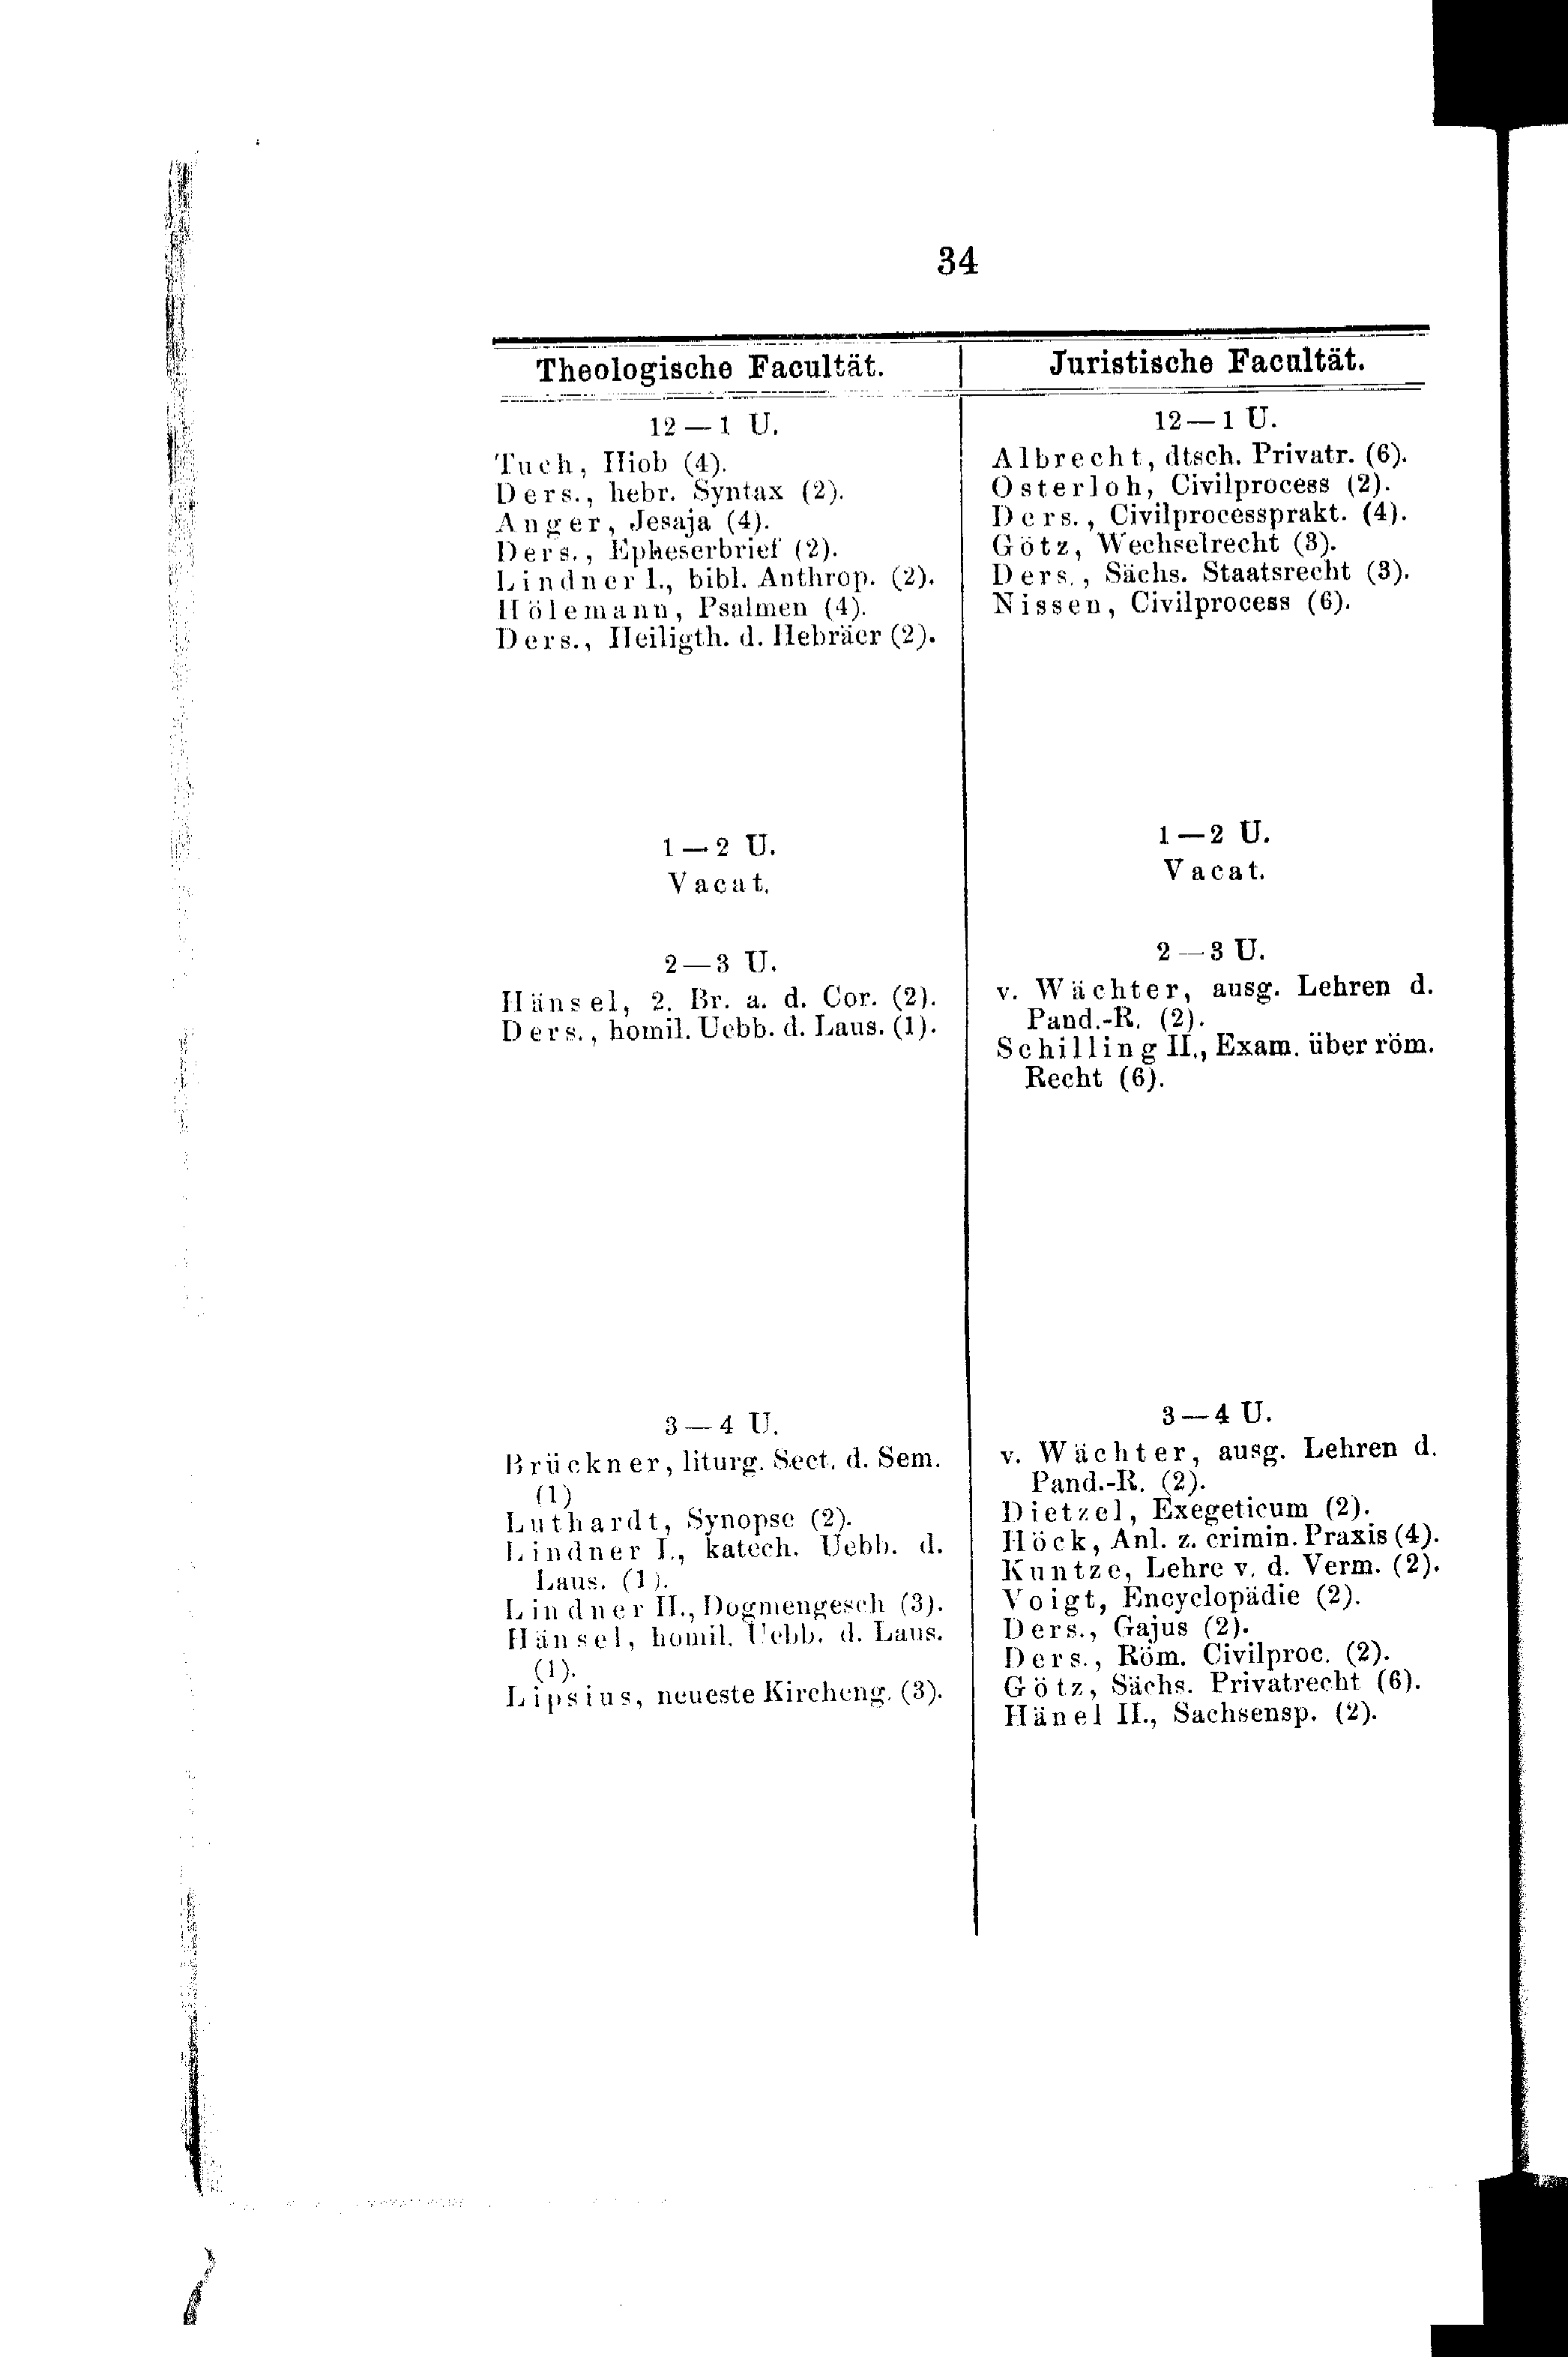 34
Theologische Facultät.
12—1 U.
Tuch, Hiob (4).
Ders., hebr. Syntax (2).
Anger, Jesaja (4).
Ders., Epheserbrief (2).
Lindner I., bibl. Anthrop. (2).
Hölemann, Psalmen (4).
Ders., Heiligth. d. Hebräer (2).
1—2 U.
Vacat.
2—3 U.
Hänsel, 2. Br. a. d. Cor. (2).
Ders., homil. Uebb. d. Laus. (1).
3—4 U.
Brückner, liturg. Sect. d. Sem.
(1)
Luthardt, Synopse (2).
Lindner I., katech. Uebb. d.
Laus. (1).
Lindner II., Dogmengesch (3).
Hänsel, homil. Uebb. d. Laus.
(1).
Lipsius, neueste Kircheng. (3).
Juristische Facultät.
12—1 U.
Albrecht, dtsch. Privatr. (6).
Osterloh, Civilprocess (2).
Ders., Civilprocessprakt. (4).
Götz, Wechselrecht (3).
Ders., Sächs. Staatsrecht (3).
Nissen, Civilprocess (6).
1—2 U.
Vacat.
2—3 U.
v. Wächter, ausg. Lehren d.
Pand.-R. (2).
Schilling II., Exam. über röm.
Recht (6).
3—4 U.
v. Wächter, ausg. Lehren d.
Pand.-R. (2).
Dietzel, Exegeticum (2).
Höck, Anl. z. crimin. Praxis (4).
Kuntze, Lehre v. d. Verm. (2).
Voigt, Encyclopädie (2).
Ders., Gajus (2).
Ders., Röm. Civilproc. (2).
Götz, Sächs. Privatrecht (6).
Hänel II., Sachsensp. (2).